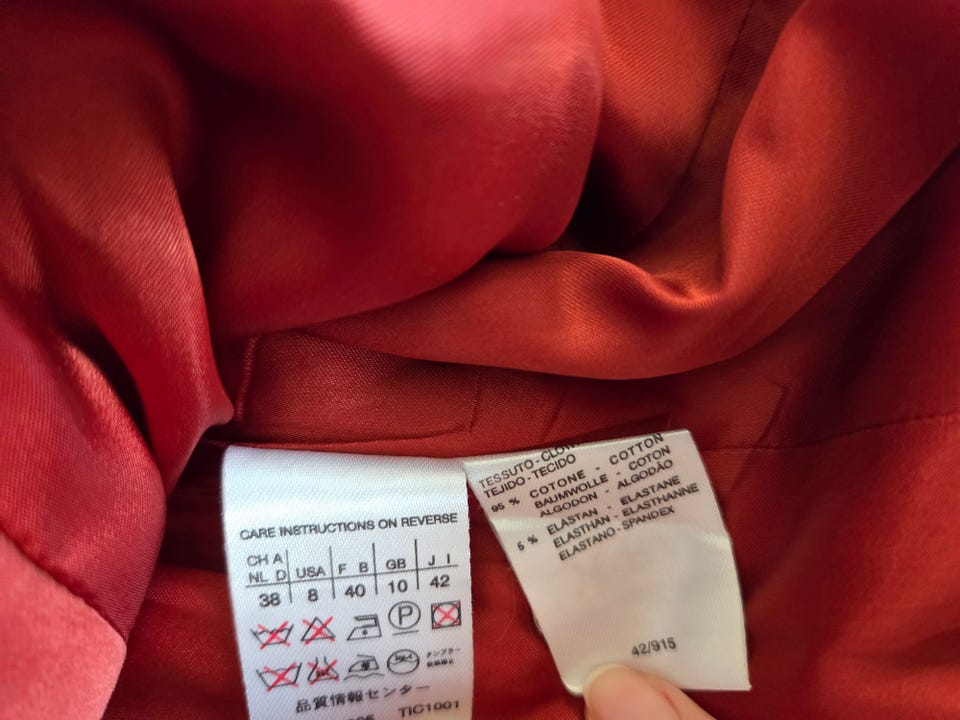 CARE INSTRUCTIONS ON REVERSE
CH A USA F B GB J I
NL D
38 8 40 10 42
P
品質情報センター
TIC1001
TEJIDO-TECIDO
95 % COTONE - COTTON
BAUMWOLLE - COTON
ALGODON - ALGODÃO
5 % ELASTAN - ELASTANE
ELASTHAN - ELASTHANNE
ELASTANO - SPANDEX
42/915